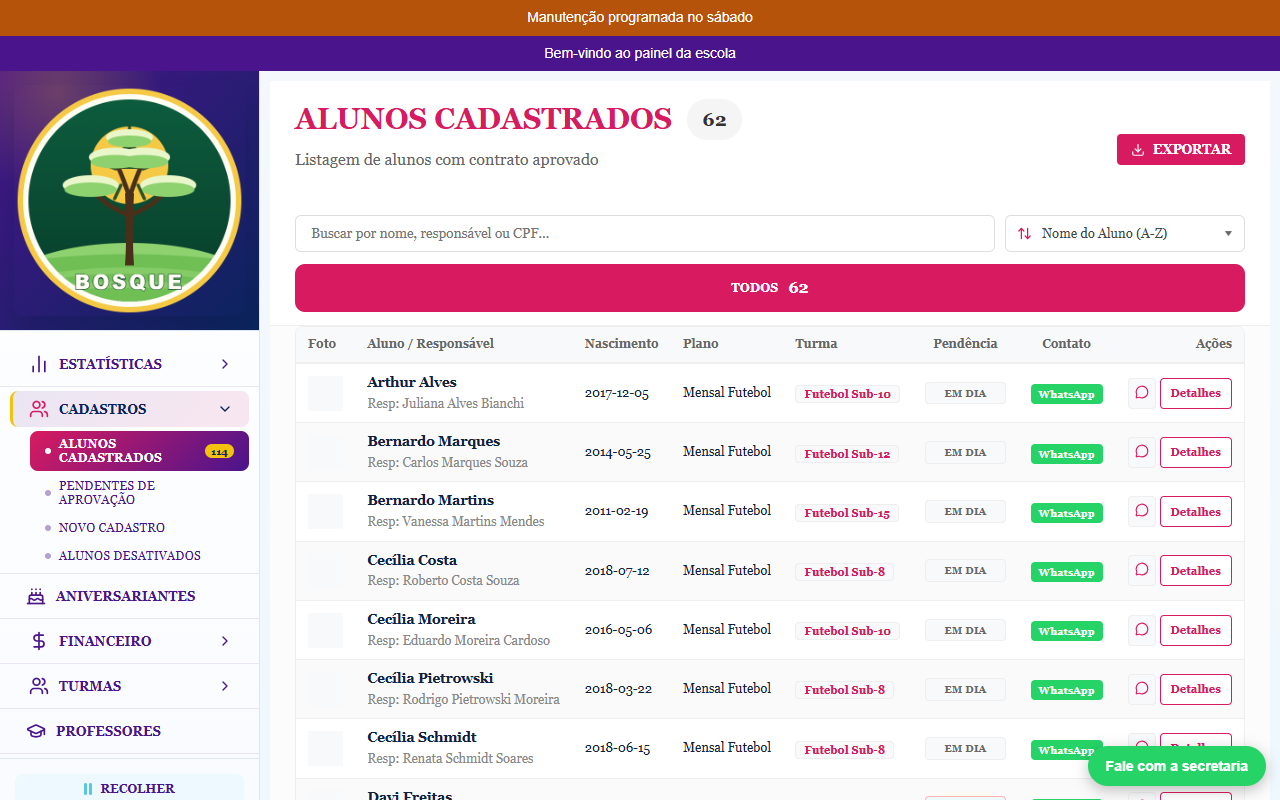 Manutenção programada no sábado
Bem-vindo ao painel da escola
BOSQUE
ESTATÍSTICAS
CADASTROS
ALUNOS
CADASTRADOS 114
PENDENTES DE
APROVAÇÃO
NOVO CADASTRO
ALUNOS DESATIVADOS
ANIVERSARIANTES
FINANCEIRO
TURMAS
PROFESSORES
RECOLHER
ALUNOS CADASTRADOS 62
Listagem de alunos com contrato aprovado
EXPORTAR
Buscar por nome, responsável ou CPF...
Nome do Aluno (A-Z)
TODOS 62
Foto Aluno / Responsável Nascimento Plano Turma Pendência Contato Ações
Arthur Alves
Resp: Juliana Alves Bianchi
2017-12-05 Mensal Futebol Futebol Sub-10 EM DIA WhatsApp Detalhes
Bernardo Marques
Resp: Carlos Marques Souza
2014-05-25 Mensal Futebol Futebol Sub-12 EM DIA WhatsApp Detalhes
Bernardo Martins
Resp: Vanessa Martins Mendes
2011-02-19 Mensal Futebol Futebol Sub-15 EM DIA WhatsApp Detalhes
Cecília Costa
Resp: Roberto Costa Souza
2018-07-12 Mensal Futebol Futebol Sub-8 EM DIA WhatsApp Detalhes
Cecília Moreira
Resp: Eduardo Moreira Cardoso
2016-05-06 Mensal Futebol Futebol Sub-10 EM DIA WhatsApp Detalhes
Cecília Pietrowski
Resp: Rodrigo Pietrowski Moreira
2018-03-22 Mensal Futebol Futebol Sub-8 EM DIA WhatsApp Detalhes
Cecília Schmidt
Resp: Renata Schmidt Soares
2018-06-15 Mensal Futebol Futebol Sub-8 EM DIA WhatsApp
Davi Freitas
Fale com a secretaria